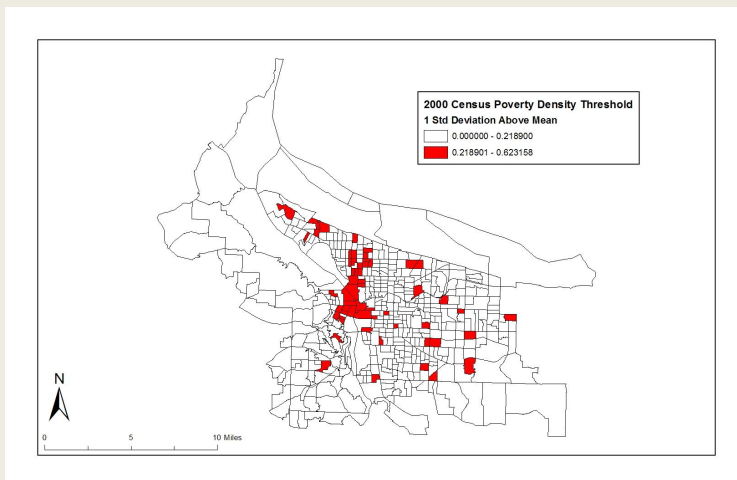 2000 Census Poverty Density Threshold
1 Std Deviation Above Mean
0.000000 - 0.218900
0.218901 - 0.623158
N
0 5 10 Miles